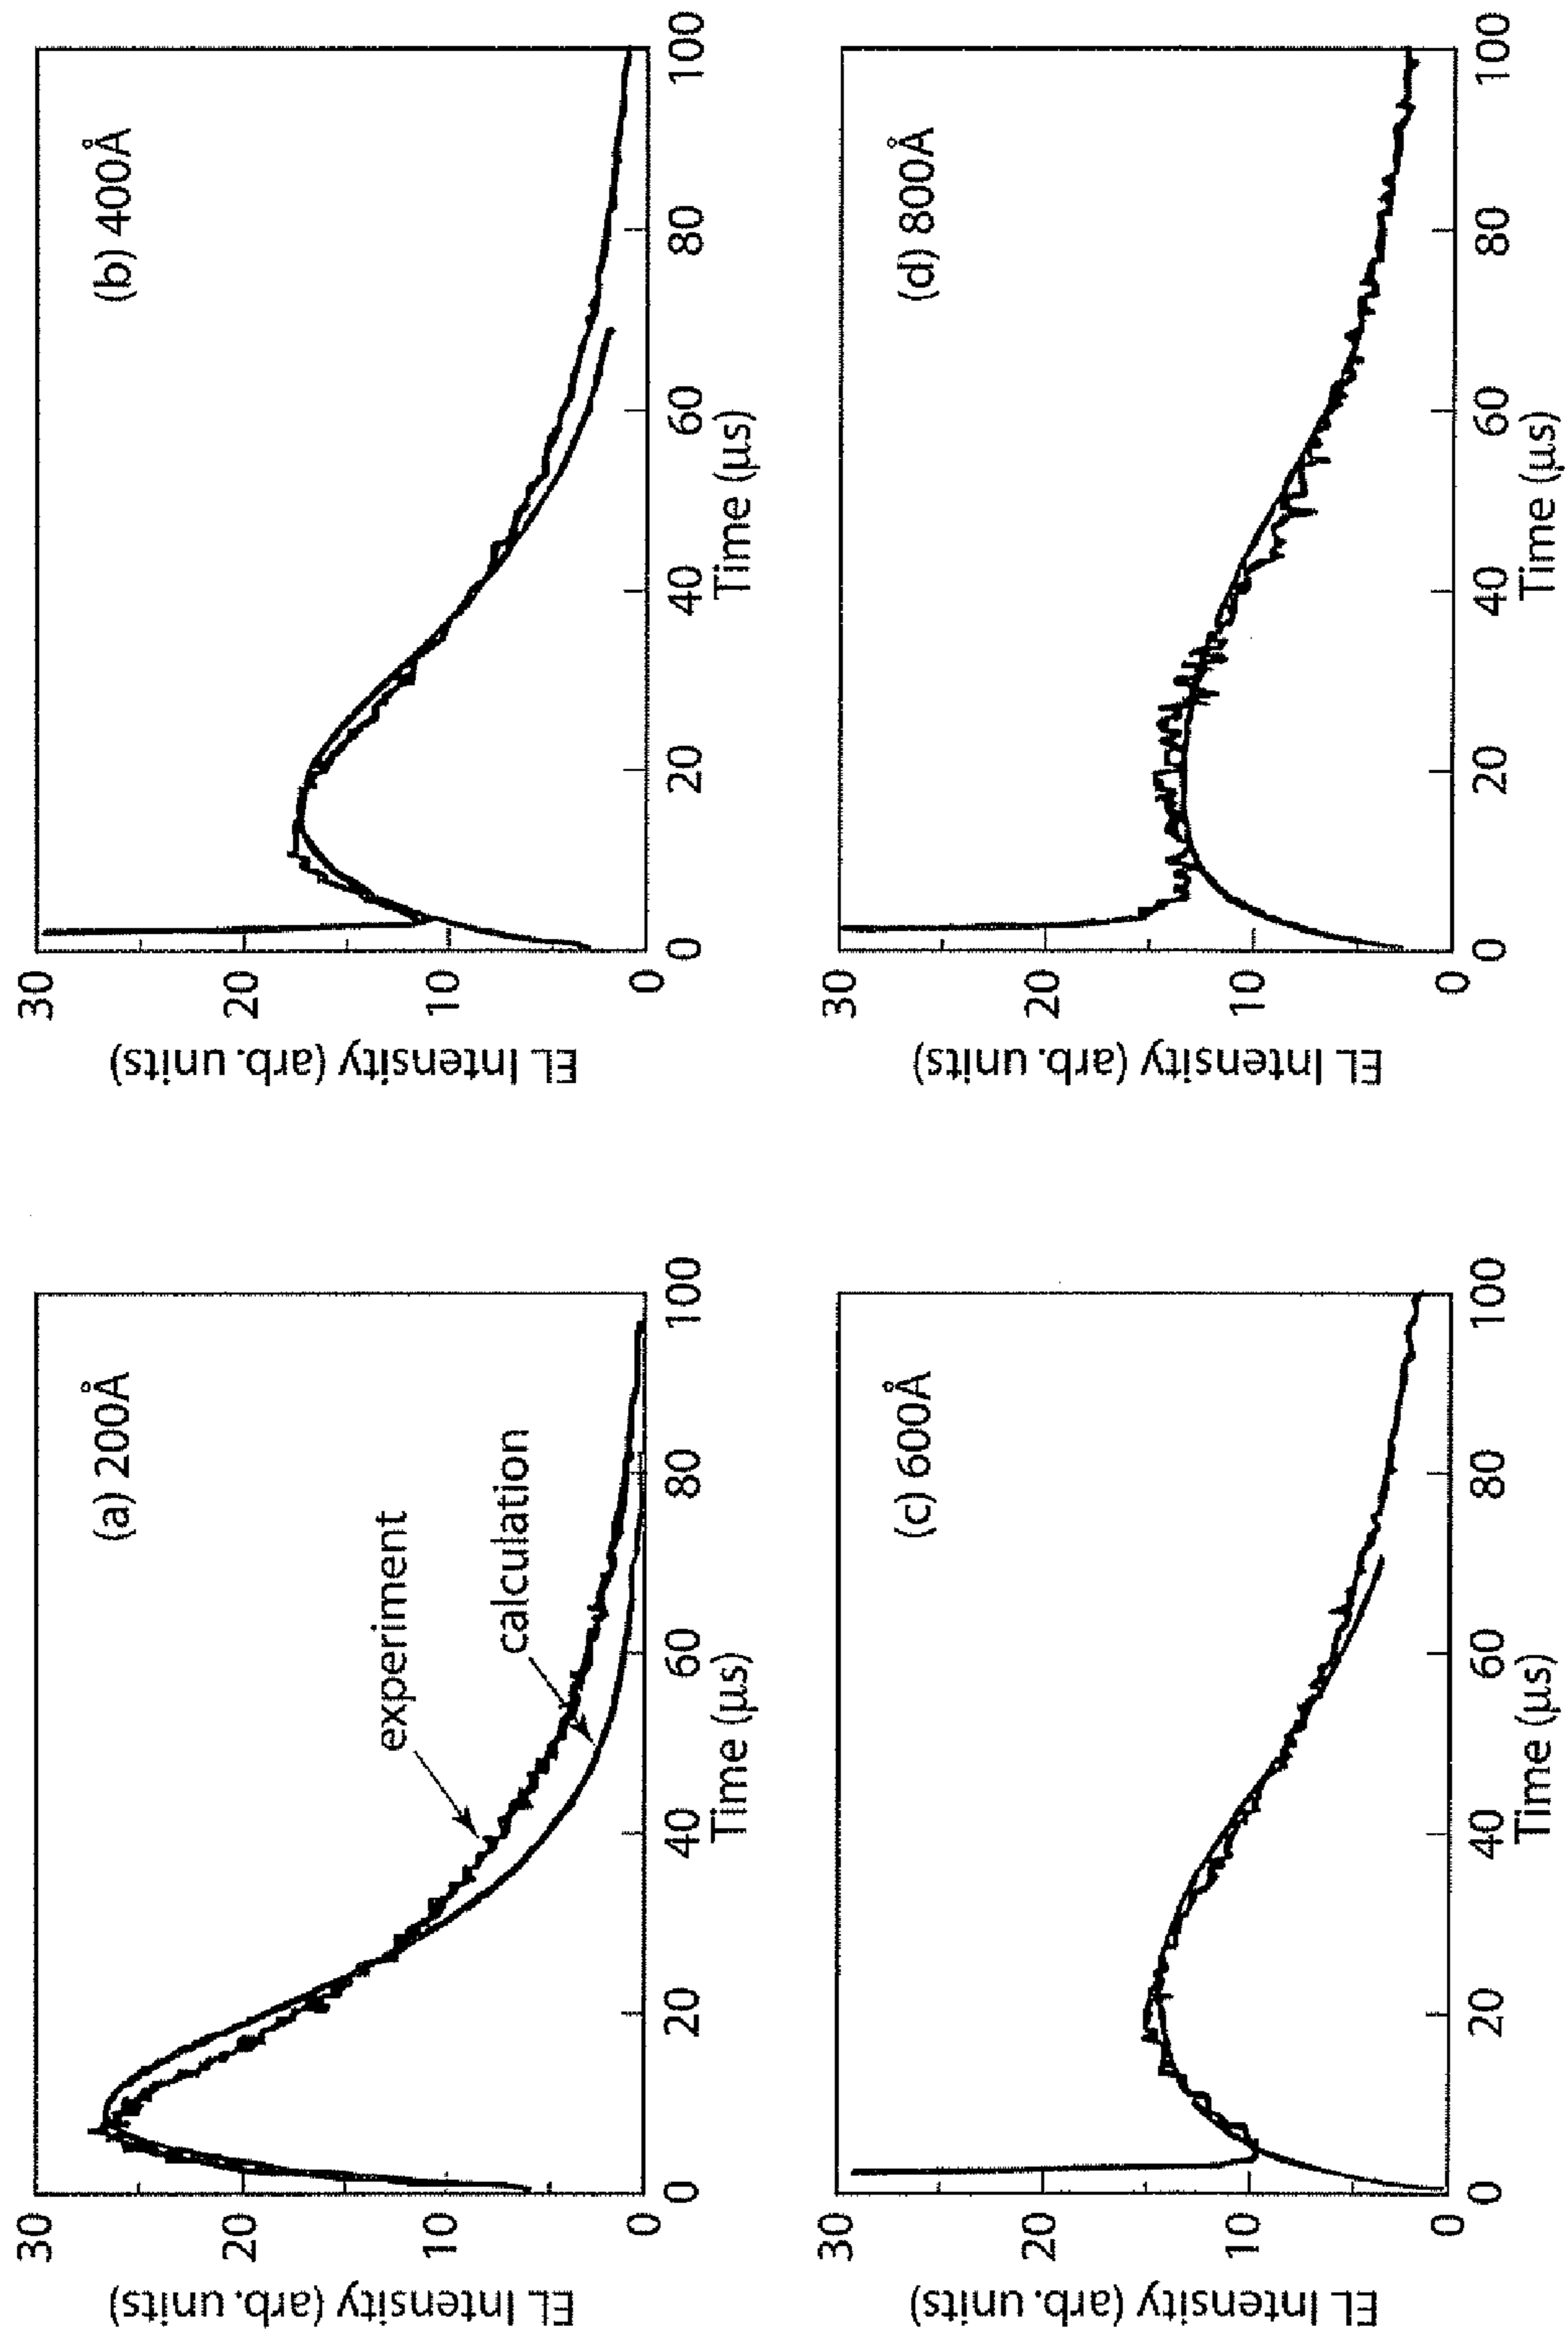 (a) 200Å
experiment
calculation
EL Intensity (arb. units)
30
20
10
0
0 20 40 60 80 100
Time (µs)
(b) 400Å
EL Intensity (arb. units)
30
20
10
0
0 20 40 60 80 100
Time (µs)
(c) 600Å
EL Intensity (arb. units)
30
20
10
0
0 20 40 60 80 100
Time (µs)
(d) 800Å
EL Intensity (arb. units)
30
20
10
0
0 20 40 60 80 100
Time (µs)